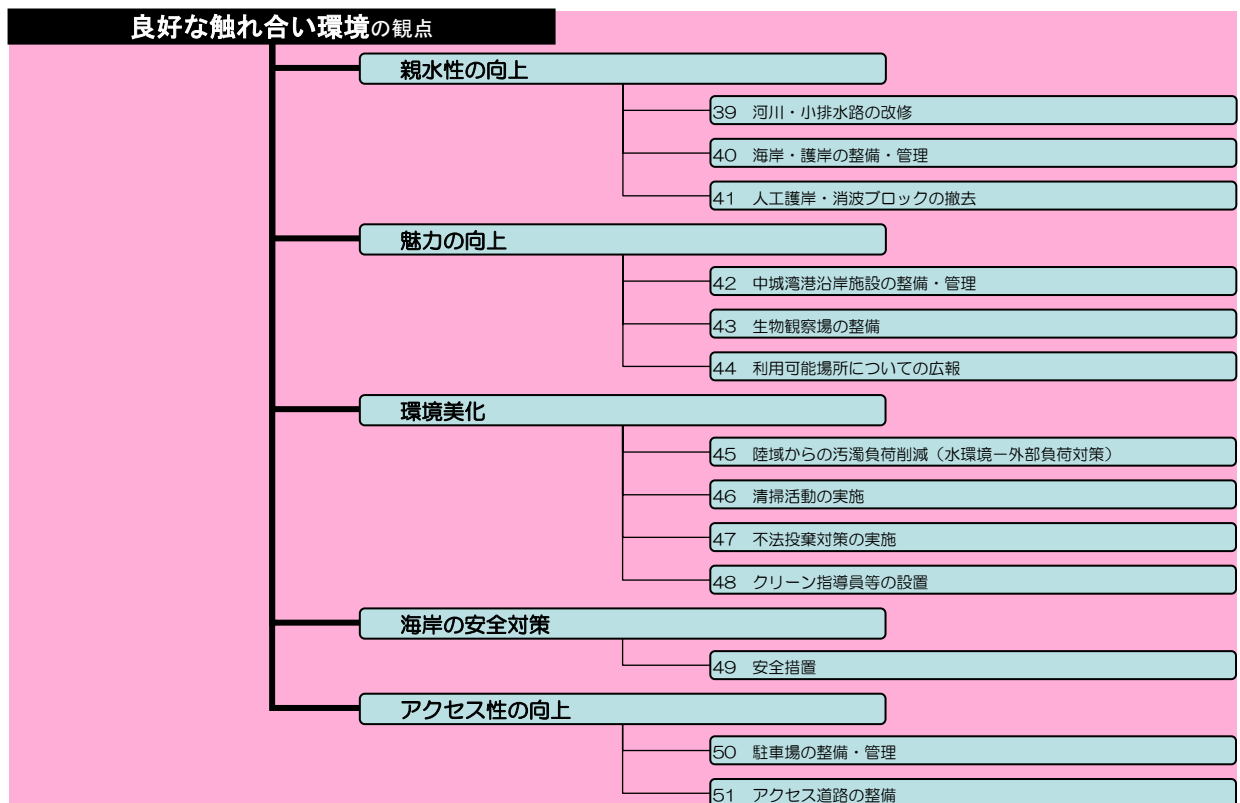 良好な触れ合い環境の観点
親水性の向上
39 河川・小排水路の改修
40 海岸・護岸の整備・管理
41 人工護岸・消波ブロックの撤去
魅力の向上
42 中城湾港沿岸施設の整備・管理
43 生物観察場の整備
44 利用可能場所についての広報
環境美化
45 陸域からの汚濁負荷削減（水環境ー外部負荷対策）
46 清掃活動の実施
47 不法投棄対策の実施
48 クリーン指導員等の設置
海岸の安全対策
49 安全措置
アクセス性の向上
50 駐車場の整備・管理
51 アクセス道路の整備